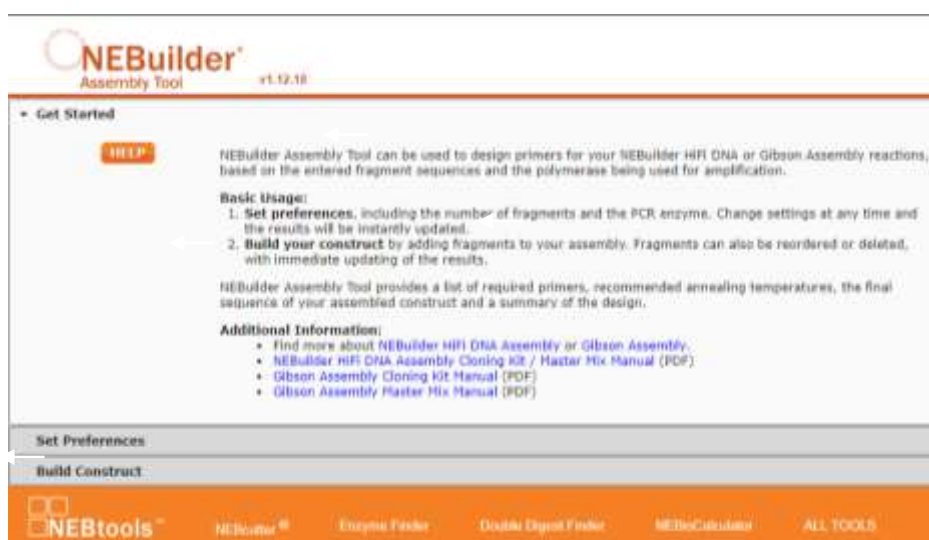 NEBuilder®
Assembly Tool v1.12.18
Get Started
HELP
NEBuilder Assembly Tool can be used to design primers for your NEBuilder HiFi DNA or Gibson Assembly reactions,
based on the entered fragment sequences and the polymerase being used for amplification.
Basic Usage:
1. Set preferences, including the number of fragments and the PCR enzyme. Change settings at any time and
the results will be instantly updated.
2. Build your construct by adding fragments to your assembly. Fragments can also be reordered or deleted,
with immediate updating of the results.
NEBuilder Assembly Tool provides a list of required primers, recommended annealing temperatures, the final
sequence of your assembled construct and a summary of the design.
Additional Information:
• Find more about NEBuilder HiFi DNA Assembly or Gibson Assembly.
• NEBuilder HiFi DNA Assembly Cloning Kit / Master Mix Manual (PDF)
• Gibson Assembly Cloning Kit Manual (PDF)
• Gibson Assembly Master Mix Manual (PDF)
Set Preferences
Build Construct
NEBtools™ NEBcutter® Enzyme Finder Double Digest Finder NEBioCalculator ALL TOOLS